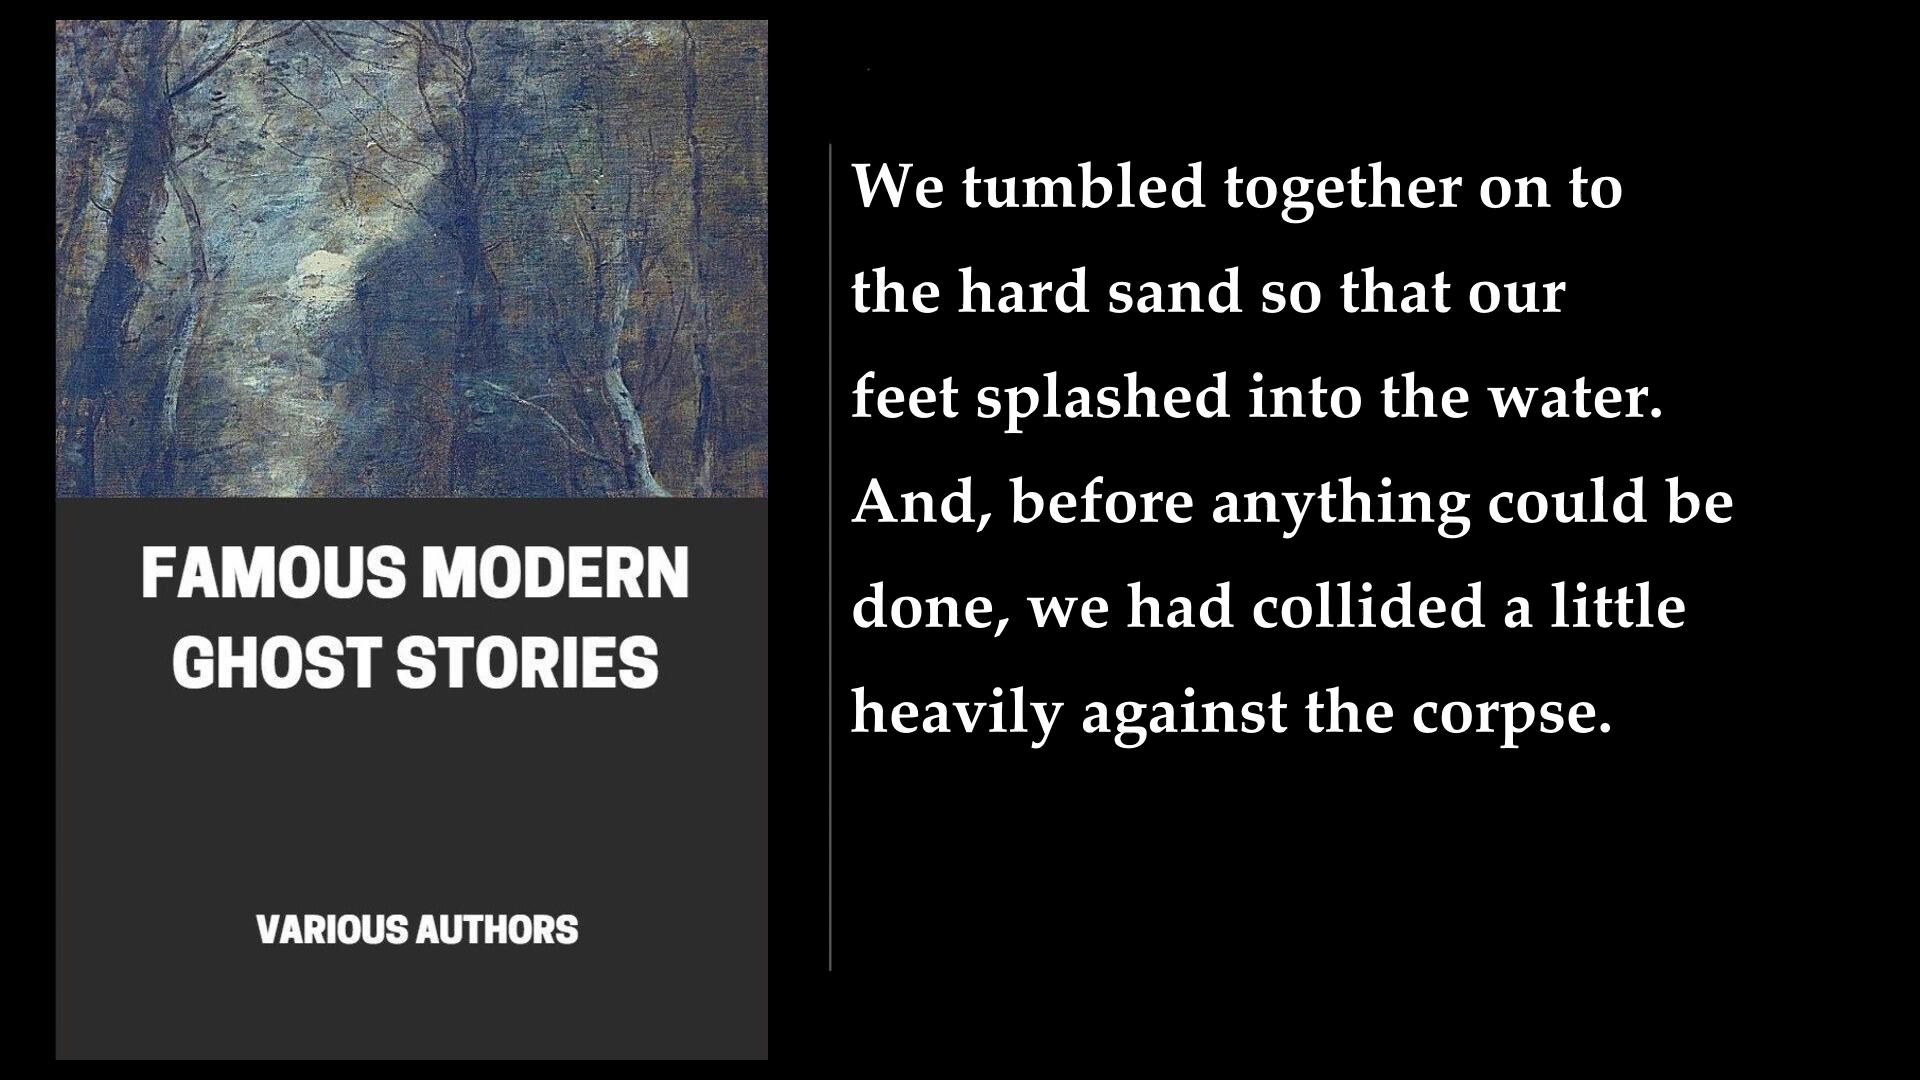 FAMOUS MODERN
GHOST STORIES
VARIOUS AUTHORS
We tumbled together on to
the hard sand so that our
feet splashed into the water.
And, before anything could be
done, we had collided a little
heavily against the corpse.